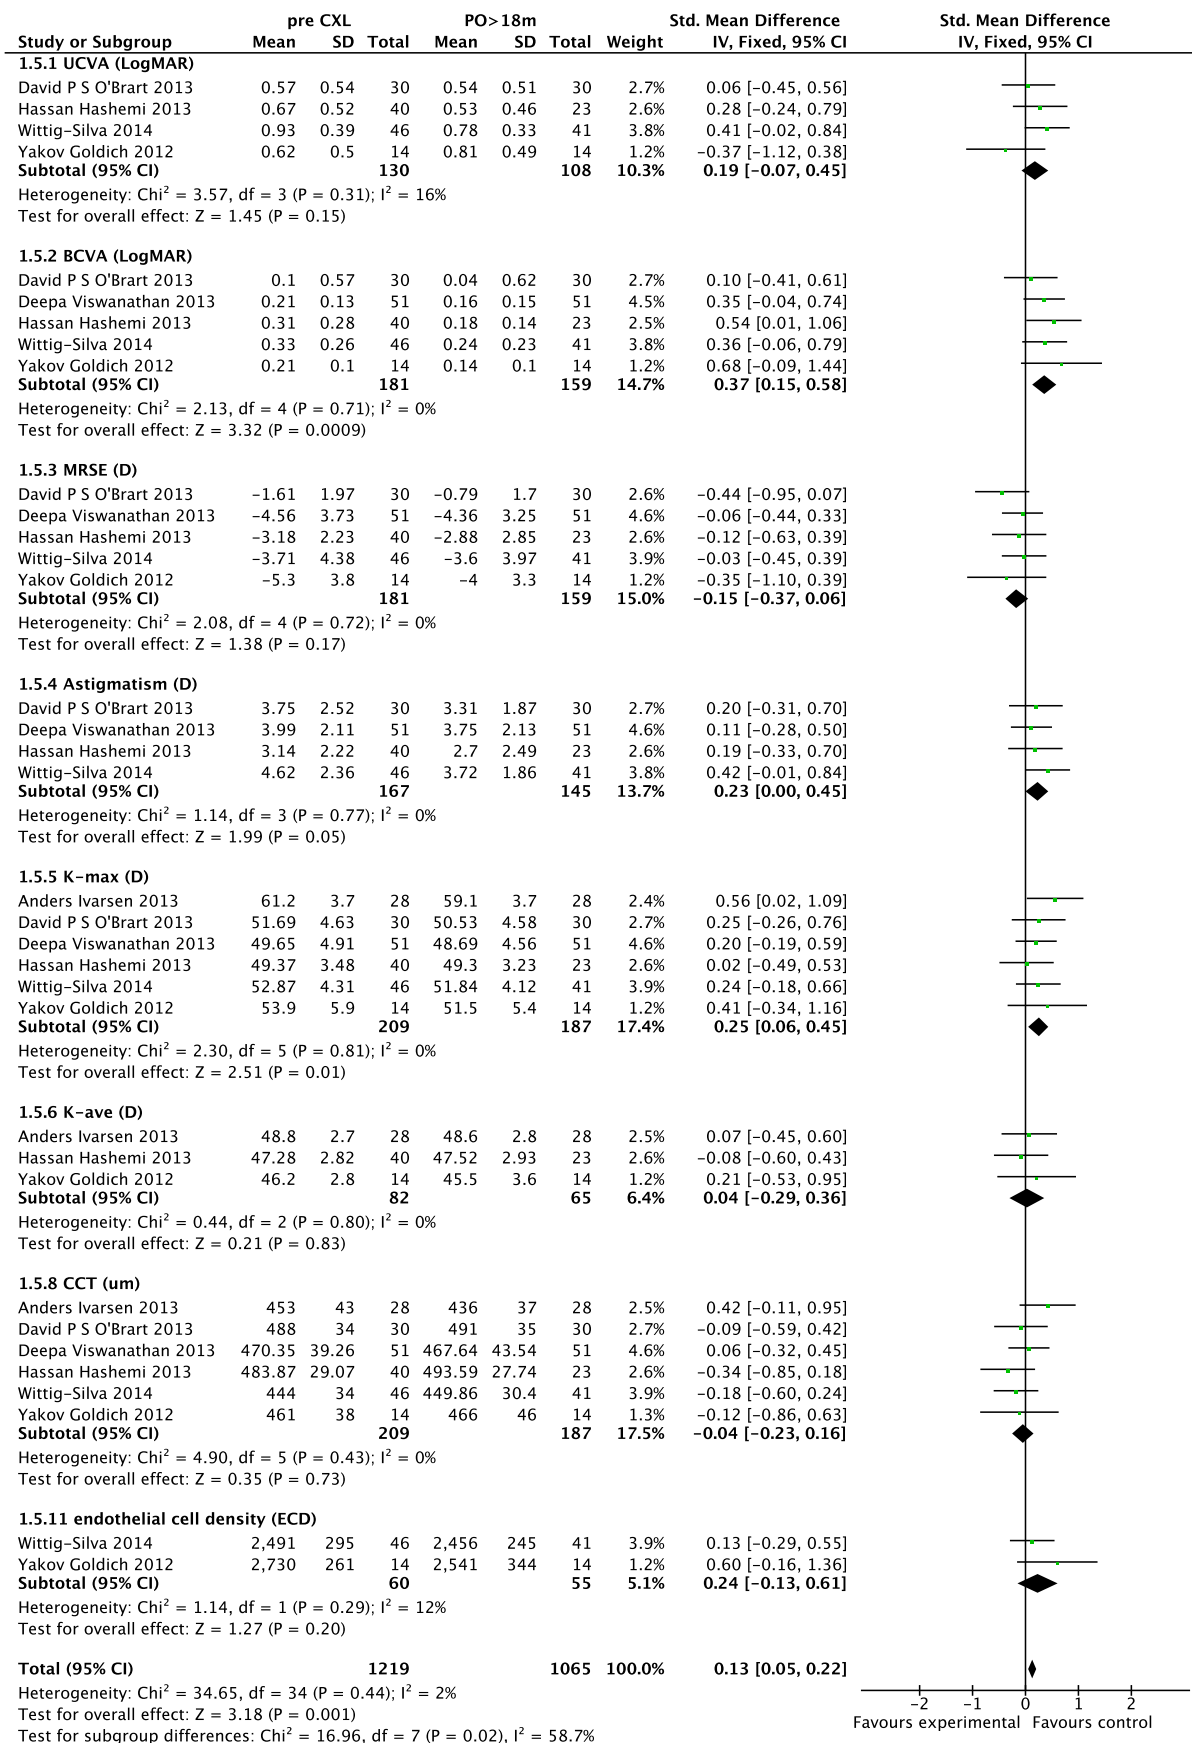 pre CXL PO>18m Std. Mean Difference Std. Mean Difference
Study or Subgroup Mean SD Total Mean SD Total Weight IV, Fixed, 95% CI IV, Fixed, 95% CI
1.5.1 UCVA (LogMAR)
David P S O'Brart 2013 0.57 0.54 30 0.54 0.51 30 2.7% 0.06 [−0.45, 0.56]
Hassan Hashemi 2013 0.67 0.52 40 0.53 0.46 23 2.6% 0.28 [−0.24, 0.79]
Wittig−Silva 2014 0.93 0.39 46 0.78 0.33 41 3.8% 0.41 [−0.02, 0.84]
Yakov Goldich 2012 0.62 0.5 14 0.81 0.49 14 1.2% −0.37 [−1.12, 0.38]
Subtotal (95% CI) 130 108 10.3% 0.19 [−0.07, 0.45]
Heterogeneity: Chi² = 3.57, df = 3 (P = 0.31); I² = 16%
Test for overall effect: Z = 1.45 (P = 0.15)
1.5.2 BCVA (LogMAR)
David P S O'Brart 2013 0.1 0.57 30 0.04 0.62 30 2.7% 0.10 [−0.41, 0.61]
Deepa Viswanathan 2013 0.21 0.13 51 0.16 0.15 51 4.5% 0.35 [−0.04, 0.74]
Hassan Hashemi 2013 0.31 0.28 40 0.18 0.14 23 2.5% 0.54 [0.01, 1.06]
Wittig−Silva 2014 0.33 0.26 46 0.24 0.23 41 3.8% 0.36 [−0.06, 0.79]
Yakov Goldich 2012 0.21 0.1 14 0.14 0.1 14 1.2% 0.68 [−0.09, 1.44]
Subtotal (95% CI) 181 159 14.7% 0.37 [0.15, 0.58]
Heterogeneity: Chi² = 2.13, df = 4 (P = 0.71); I² = 0%
Test for overall effect: Z = 3.32 (P = 0.0009)
1.5.3 MRSE (D)
David P S O'Brart 2013 −1.61 1.97 30 −0.79 1.7 30 2.6% −0.44 [−0.95, 0.07]
Deepa Viswanathan 2013 −4.56 3.73 51 −4.36 3.25 51 4.6% −0.06 [−0.44, 0.33]
Hassan Hashemi 2013 −3.18 2.23 40 −2.88 2.85 23 2.6% −0.12 [−0.63, 0.39]
Wittig−Silva 2014 −3.71 4.38 46 −3.6 3.97 41 3.9% −0.03 [−0.45, 0.39]
Yakov Goldich 2012 −5.3 3.8 14 −4 3.3 14 1.2% −0.35 [−1.10, 0.39]
Subtotal (95% CI) 181 159 15.0% −0.15 [−0.37, 0.06]
Heterogeneity: Chi² = 2.08, df = 4 (P = 0.72); I² = 0%
Test for overall effect: Z = 1.38 (P = 0.17)
1.5.4 Astigmatism (D)
David P S O'Brart 2013 3.75 2.52 30 3.31 1.87 30 2.7% 0.20 [−0.31, 0.70]
Deepa Viswanathan 2013 3.99 2.11 51 3.75 2.13 51 4.6% 0.11 [−0.28, 0.50]
Hassan Hashemi 2013 3.14 2.22 40 2.7 2.49 23 2.6% 0.19 [−0.33, 0.70]
Wittig−Silva 2014 4.62 2.36 46 3.72 1.86 41 3.8% 0.42 [−0.01, 0.84]
Subtotal (95% CI) 167 145 13.7% 0.23 [0.00, 0.45]
Heterogeneity: Chi² = 1.14, df = 3 (P = 0.77); I² = 0%
Test for overall effect: Z = 1.99 (P = 0.05)
1.5.5 K−max (D)
Anders Ivarsen 2013 61.2 3.7 28 59.1 3.7 28 2.4% 0.56 [0.02, 1.09]
David P S O'Brart 2013 51.69 4.63 30 50.53 4.58 30 2.7% 0.25 [−0.26, 0.76]
Deepa Viswanathan 2013 49.65 4.91 51 48.69 4.56 51 4.6% 0.20 [−0.19, 0.59]
Hassan Hashemi 2013 49.37 3.48 40 49.3 3.23 23 2.6% 0.02 [−0.49, 0.53]
Wittig−Silva 2014 52.87 4.31 46 51.84 4.12 41 3.9% 0.24 [−0.18, 0.66]
Yakov Goldich 2012 53.9 5.9 14 51.5 5.4 14 1.2% 0.41 [−0.34, 1.16]
Subtotal (95% CI) 209 187 17.4% 0.25 [0.06, 0.45]
Heterogeneity: Chi² = 2.30, df = 5 (P = 0.81); I² = 0%
Test for overall effect: Z = 2.51 (P = 0.01)
1.5.6 K−ave (D)
Anders Ivarsen 2013 48.8 2.7 28 48.6 2.8 28 2.5% 0.07 [−0.45, 0.60]
Hassan Hashemi 2013 47.28 2.82 40 47.52 2.93 23 2.6% −0.08 [−0.60, 0.43]
Yakov Goldich 2012 46.2 2.8 14 45.5 3.6 14 1.2% 0.21 [−0.53, 0.95]
Subtotal (95% CI) 82 65 6.4% 0.04 [−0.29, 0.36]
Heterogeneity: Chi² = 0.44, df = 2 (P = 0.80); I² = 0%
Test for overall effect: Z = 0.21 (P = 0.83)
1.5.8 CCT (um)
Anders Ivarsen 2013 453 43 28 436 37 28 2.5% 0.42 [−0.11, 0.95]
David P S O'Brart 2013 488 34 30 491 35 30 2.7% −0.09 [−0.59, 0.42]
Deepa Viswanathan 2013 470.35 39.26 51 467.64 43.54 51 4.6% 0.06 [−0.32, 0.45]
Hassan Hashemi 2013 483.87 29.07 40 493.59 27.74 23 2.6% −0.34 [−0.85, 0.18]
Wittig−Silva 2014 444 34 46 449.86 30.4 41 3.9% −0.18 [−0.60, 0.24]
Yakov Goldich 2012 461 38 14 466 46 14 1.3% −0.12 [−0.86, 0.63]
Subtotal (95% CI) 209 187 17.5% −0.04 [−0.23, 0.16]
Heterogeneity: Chi² = 4.90, df = 5 (P = 0.43); I² = 0%
Test for overall effect: Z = 0.35 (P = 0.73)
1.5.11 endothelial cell density (ECD)
Wittig−Silva 2014 2,491 295 46 2,456 245 41 3.9% 0.13 [−0.29, 0.55]
Yakov Goldich 2012 2,730 261 14 2,541 344 14 1.2% 0.60 [−0.16, 1.36]
Subtotal (95% CI) 60 55 5.1% 0.24 [−0.13, 0.61]
Heterogeneity: Chi² = 1.14, df = 1 (P = 0.29); I² = 12%
Test for overall effect: Z = 1.27 (P = 0.20)
Total (95% CI) 1219 1065 100.0% 0.13 [0.05, 0.22]
Heterogeneity: Chi² = 34.65, df = 34 (P = 0.44); I² = 2%
Test for overall effect: Z = 3.18 (P = 0.001)
Test for subgroup differences: Chi² = 16.96, df = 7 (P = 0.02), I² = 58.7%
−2 −1 0 1 2
Favours experimental Favours control